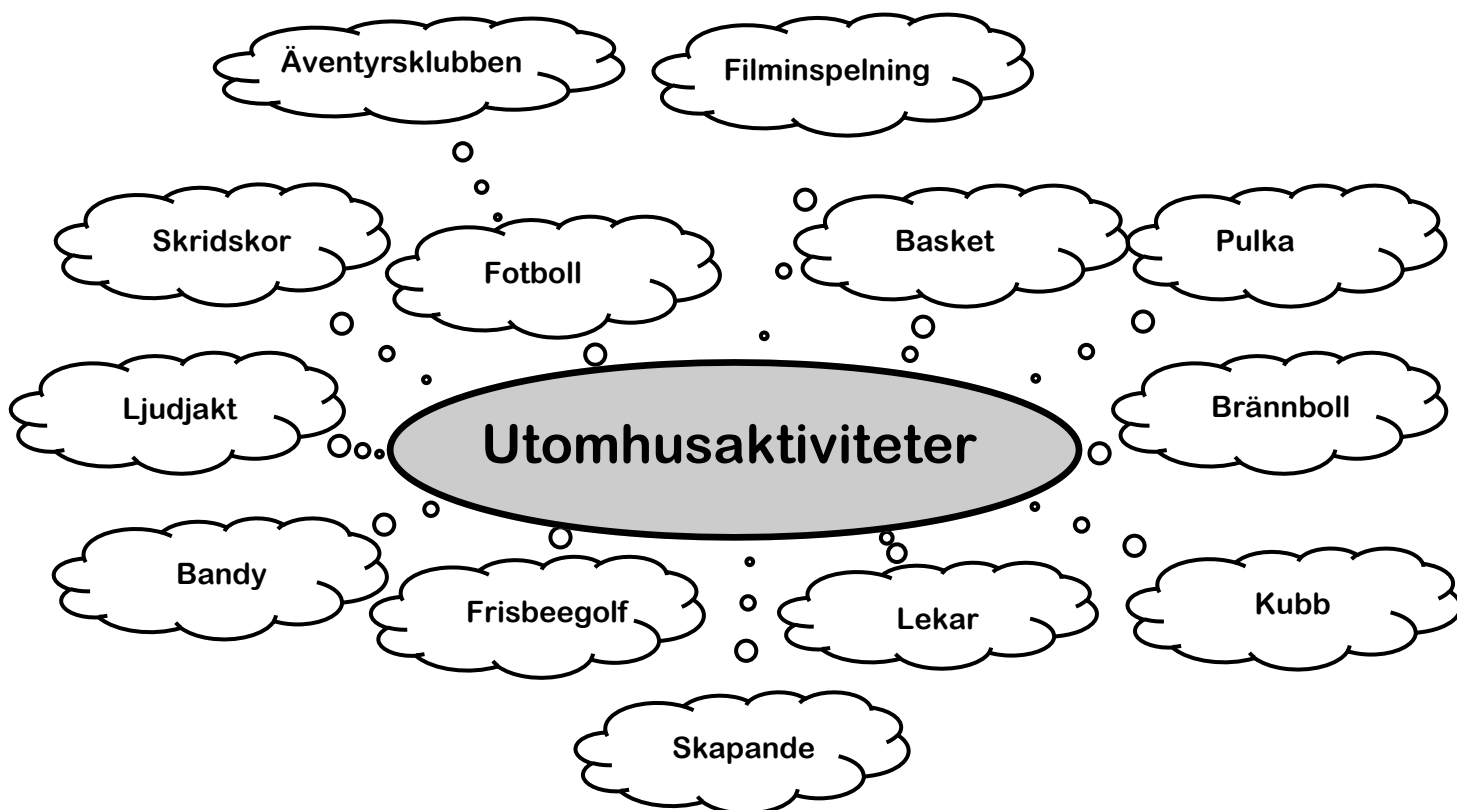 Äventyrsklubben
Filminspelning
Skridskor
Fotboll
Basket
Pulka
Ljudjakt
Utomhusaktiviteter
Brännboll
Bandy
Frisbeegolf
Lekar
Kubb
Skapande